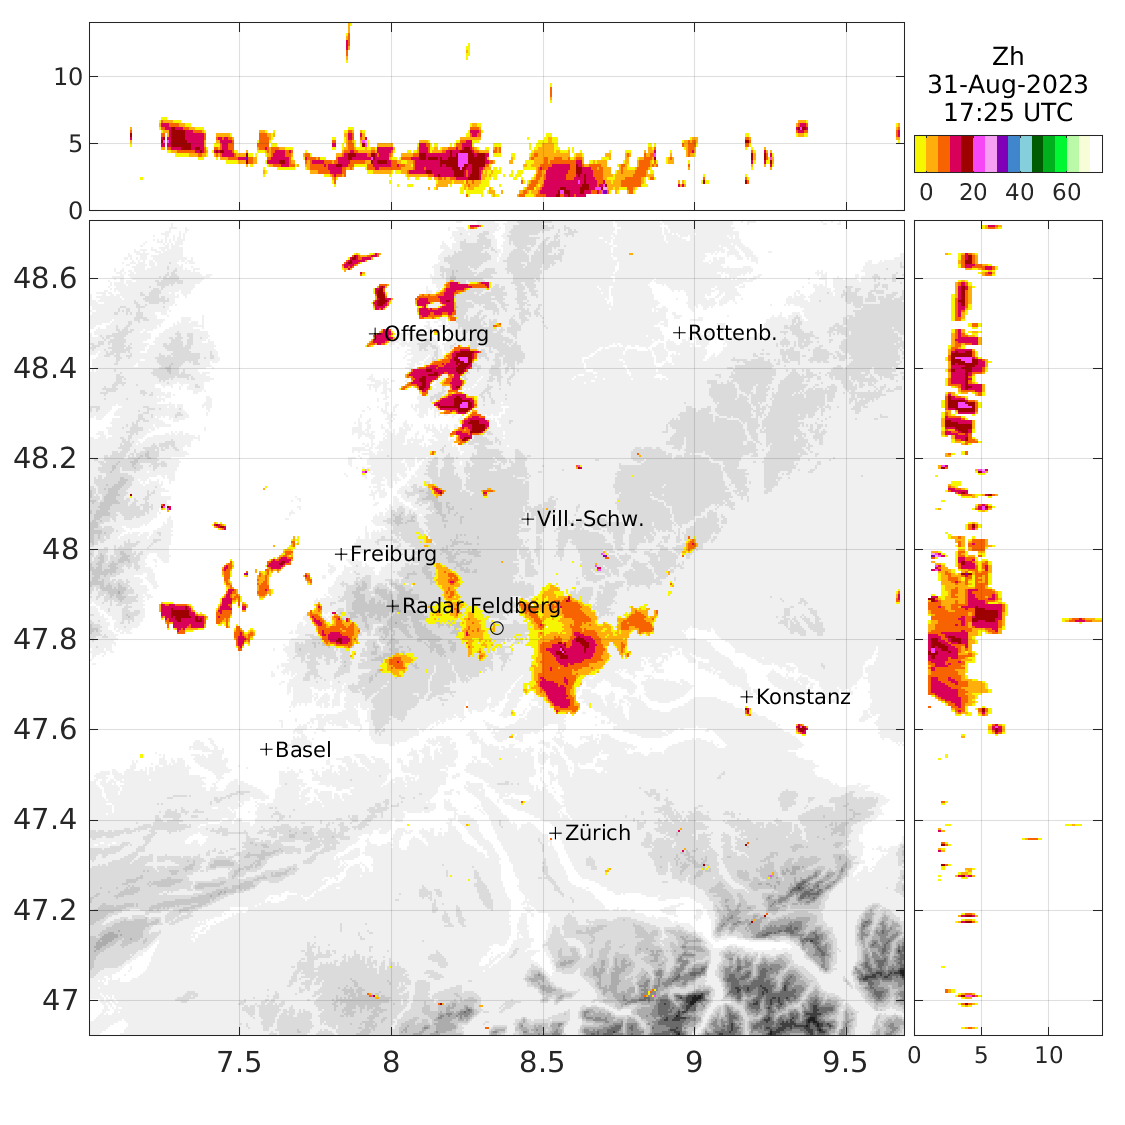 Zh
31-Aug-2023
17:25 UTC
10
5
0
0 20 40 60
48.6
48.4
48.2
48
47.8
47.6
47.4
47.2
47
Offenburg
Rottenb.
Vill.-Schw.
Freiburg
Radar Feldberg
Konstanz
Basel
Zürich
7.5 8 8.5 9 9.5
0 5 10